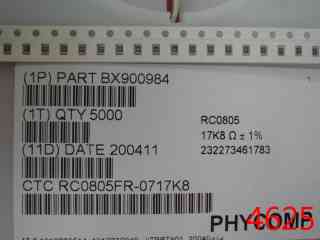 (1P) PART BX900984
(1T) QTY 5000
RC0805
17K8 Ω ± 1%
(11D) DATE 200411
232273461783
CTC RC0805FR-0717K8
PHYCOMP
4625